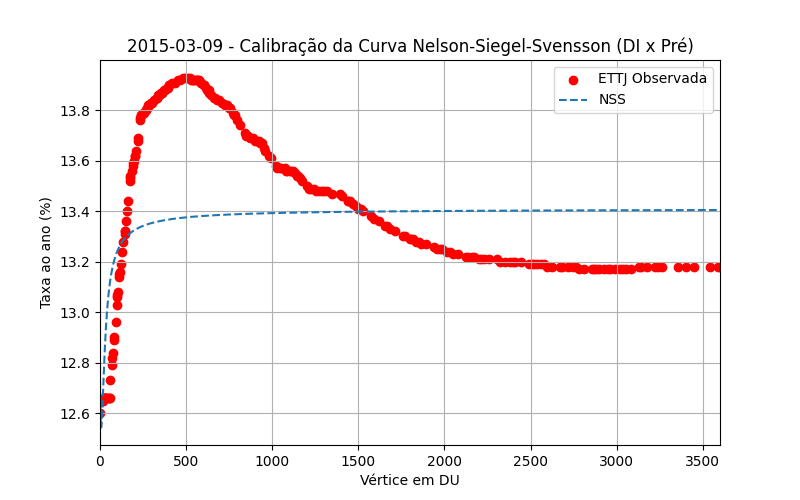 2015-03-09 - Calibração da Curva Nelson-Siegel-Svensson (DI x Pré)
ETTJ Observada
NSS
Taxa ao ano (%)
13.8
13.6
13.4
13.2
13.0
12.8
12.6
0 500 1000 1500 2000 2500 3000 3500
Vértice em DU